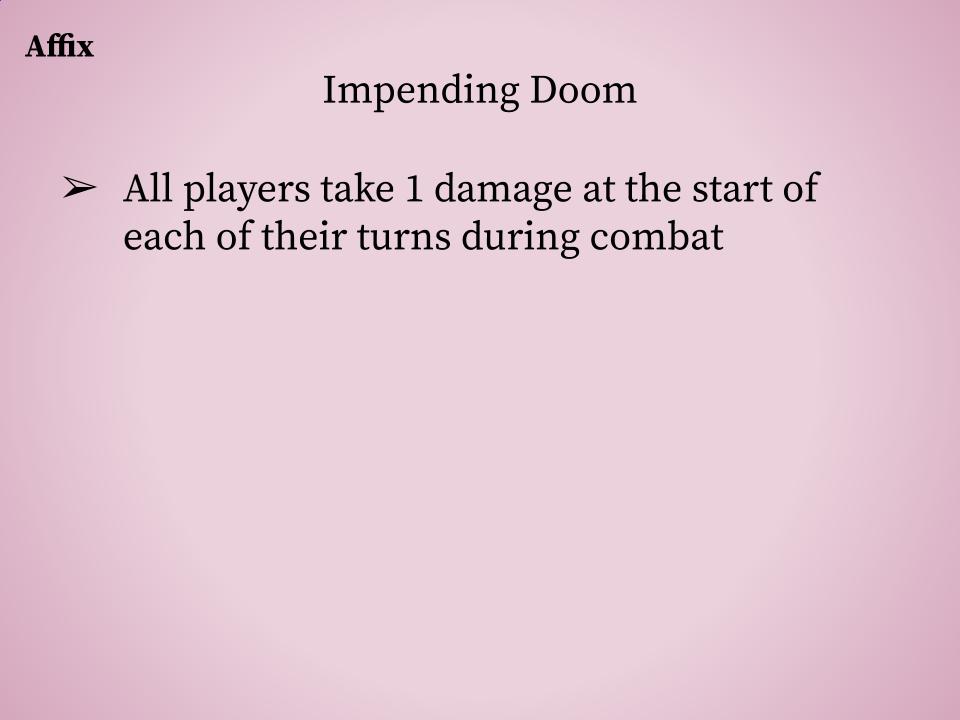 Affix
Impending Doom
➢ All players take 1 damage at the start of
each of their turns during combat